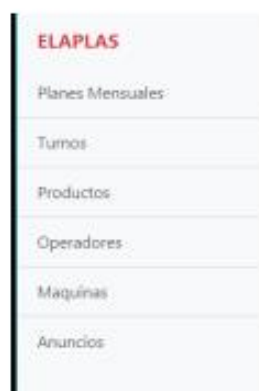 ELAPLAS
Planes Mensuales
Turnos
Productos
Operadores
Maquinas
Anuncios